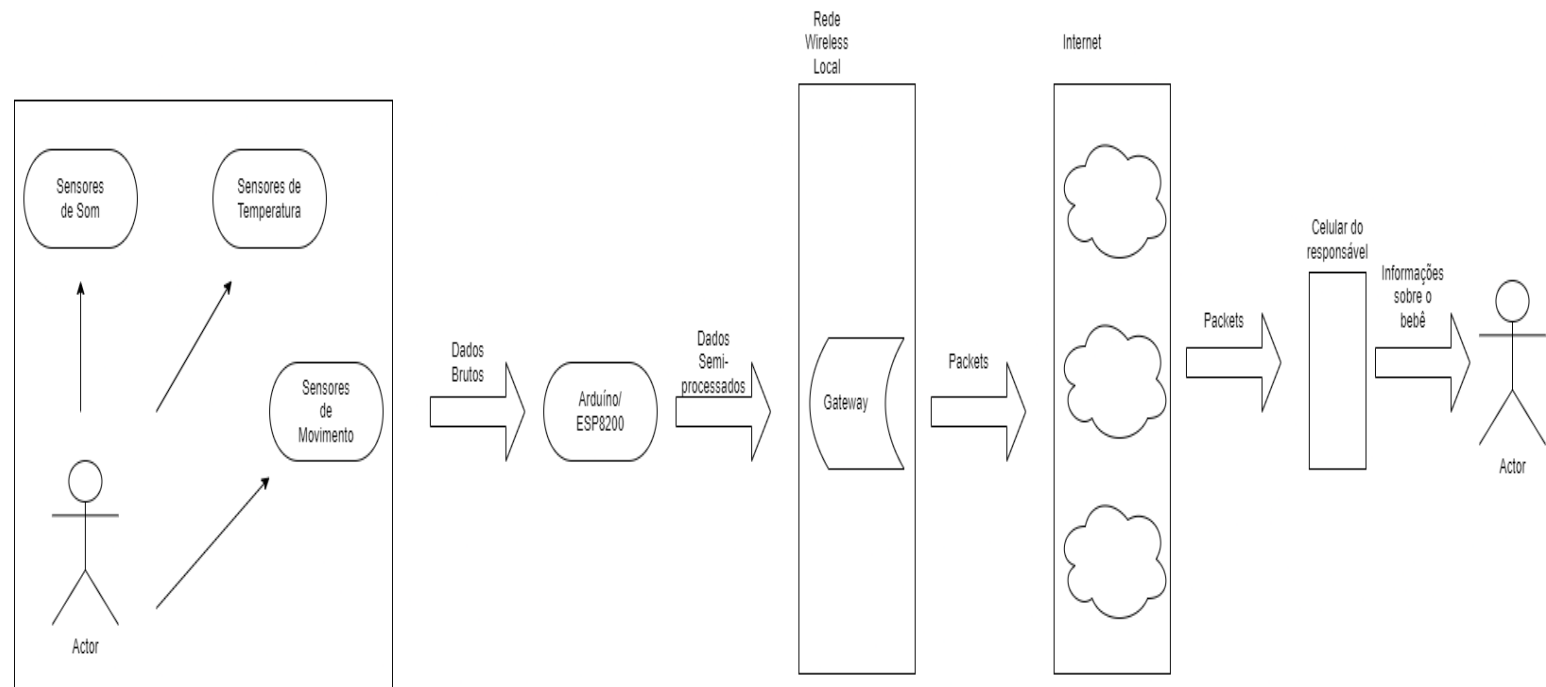 Sensores
de Som
Sensores de
Temperatura
Sensores
de
Movimento
Actor
Dados
Brutos
Arduíno/
ESP8200
Dados
Semi-
processados
Rede
Wireless
Local
Gateway
Packets
Internet
Packets
Celular do
responsável
Informações
sobre o
bebê
Actor